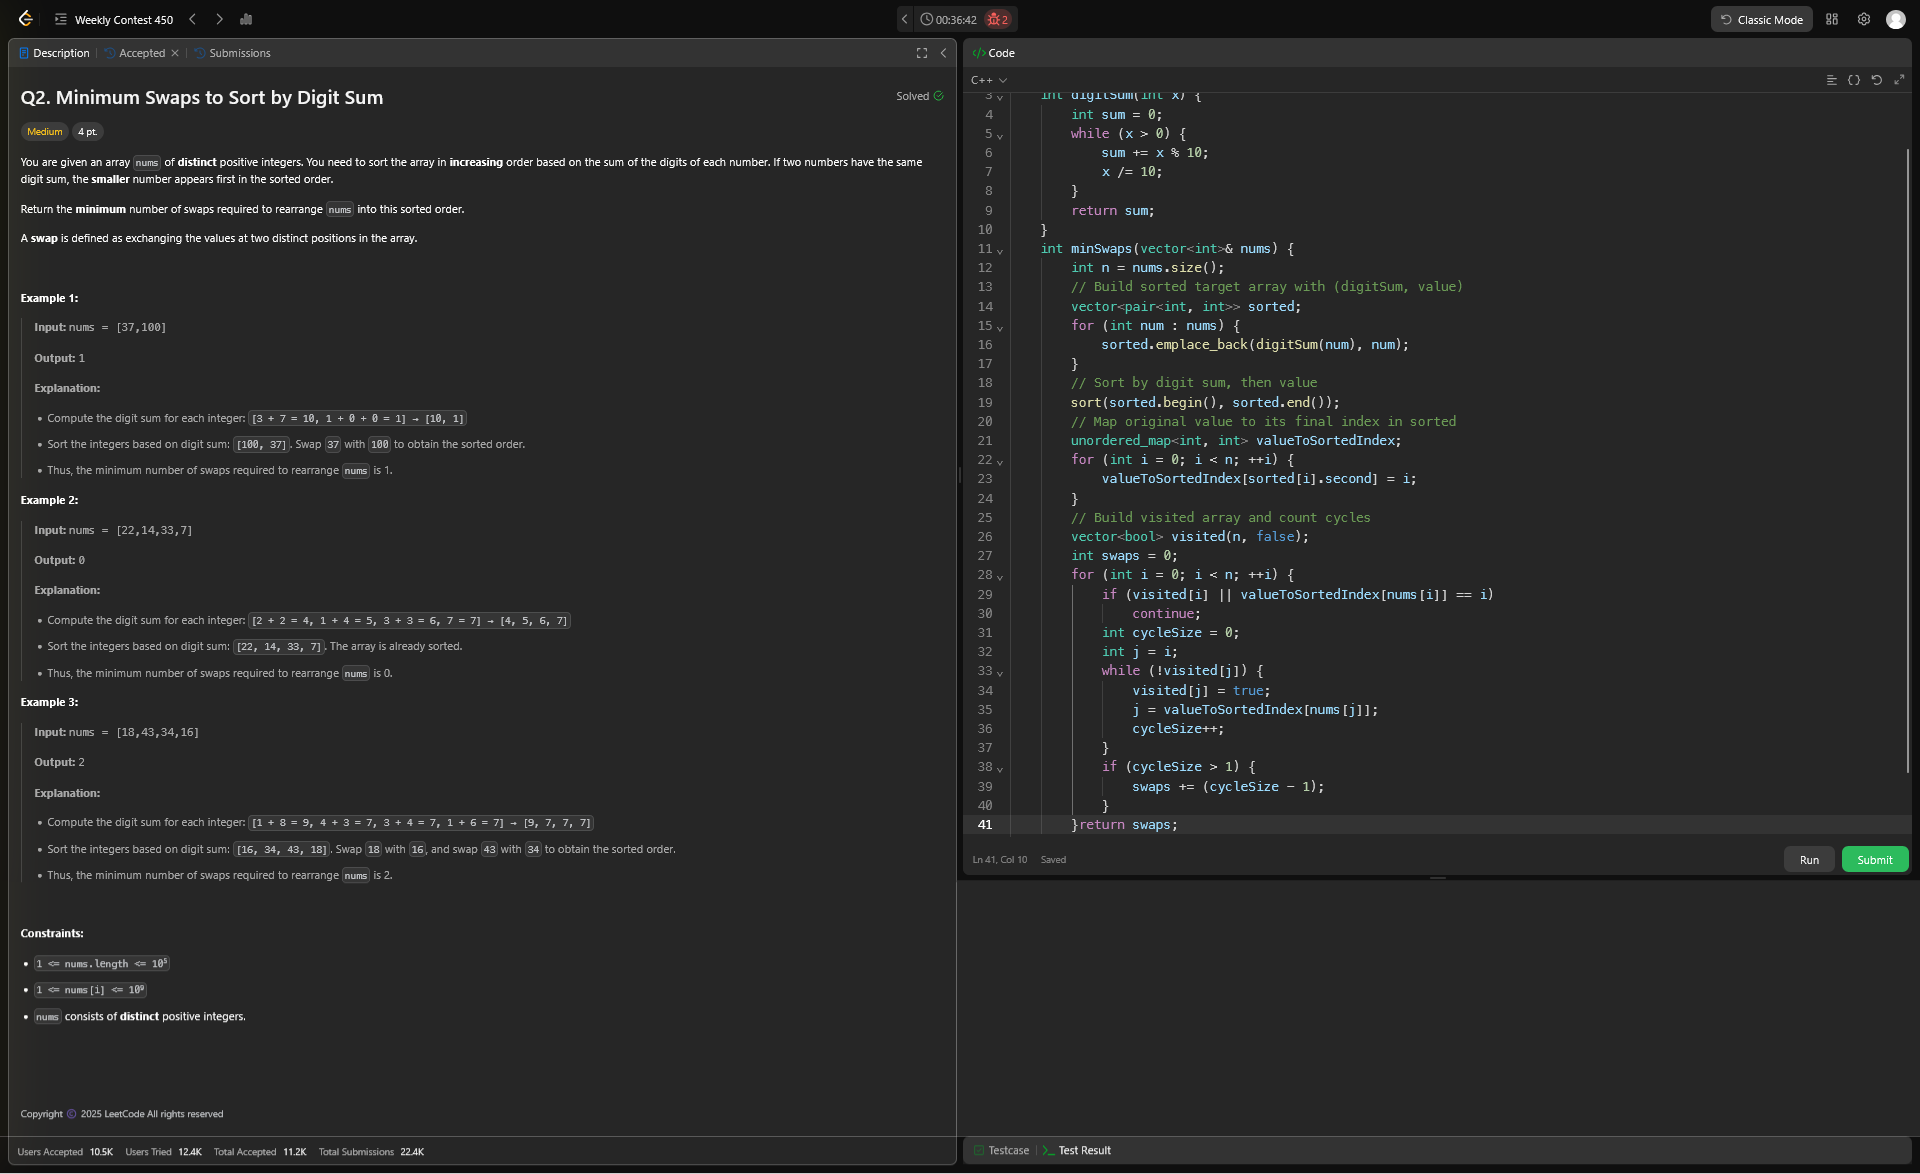 Weekly Contest 450
00:36:42
2
Classic Mode
Description
Accepted
Submissions
Q2. Minimum Swaps to Sort by Digit Sum
Solved
Medium
4 pt.
You are given an array nums of distinct positive integers. You need to sort the array in increasing order based on the sum of the digits of each number. If two numbers have the same
digit sum, the smaller number appears first in the sorted order.
Return the minimum number of swaps required to rearrange nums into this sorted order.
A swap is defined as exchanging the values at two distinct positions in the array.
Example 1:
Input: nums = [37,100]
Output: 1
Explanation:
• Compute the digit sum for each integer: [3 + 7 = 10, 1 + 0 + 0 = 1] → [10, 1]
• Sort the integers based on digit sum: [100, 37]. Swap 37 with 100 to obtain the sorted order.
• Thus, the minimum number of swaps required to rearrange nums is 1.
Example 2:
Input: nums = [22,14,33,7]
Output: 0
Explanation:
• Compute the digit sum for each integer: [2 + 2 = 4, 1 + 4 = 5, 3 + 3 = 6, 7 = 7] → [4, 5, 6, 7]
• Sort the integers based on digit sum: [22, 14, 33, 7]. The array is already sorted.
• Thus, the minimum number of swaps required to rearrange nums is 0.
Example 3:
Input: nums = [18,43,34,16]
Output: 2
Explanation:
• Compute the digit sum for each integer: [1 + 8 = 9, 4 + 3 = 7, 3 + 4 = 7, 1 + 6 = 7] → [9, 7, 7, 7]
• Sort the integers based on digit sum: [16, 34, 43, 18]. Swap 18 with 16, and swap 43 with 34 to obtain the sorted order.
• Thus, the minimum number of swaps required to rearrange nums is 2.
Constraints:
• 1 <= nums.length <= 10⁵
• 1 <= nums[i] <= 10⁹
• nums consists of distinct positive integers.
Copyright © 2025 LeetCode All rights reserved
Users Accepted 10.5K Users Tried 12.4K Total Accepted 11.2K Total Submissions 22.4K
</> Code
C++
3 int digitSum(int x) {
4 int sum = 0;
5 while (x > 0) {
6 sum += x % 10;
7 x /= 10;
8 }
9 return sum;
10 }
11 int minSwaps(vector<int>& nums) {
12 int n = nums.size();
13 // Build sorted target array with (digitSum, value)
14 vector<pair<int, int>> sorted;
15 for (int num : nums) {
16 sorted.emplace_back(digitSum(num), num);
17 }
18 // Sort by digit sum, then value
19 sort(sorted.begin(), sorted.end());
20 // Map original value to its final index in sorted
21 unordered_map<int, int> valueToSortedIndex;
22 for (int i = 0; i < n; ++i) {
23 valueToSortedIndex[sorted[i].second] = i;
24 }
25 // Build visited array and count cycles
26 vector<bool> visited(n, false);
27 int swaps = 0;
28 for (int i = 0; i < n; ++i) {
29 if (visited[i] || valueToSortedIndex[nums[i]] == i)
30 continue;
31 int cycleSize = 0;
32 int j = i;
33 while (!visited[j]) {
34 visited[j] = true;
35 j = valueToSortedIndex[nums[j]];
36 cycleSize++;
37 }
38 if (cycleSize > 1) {
39 swaps += (cycleSize - 1);
40 }
41 }return swaps;
Ln 41, Col 10 Saved
Run
Submit
Testcase
Test Result